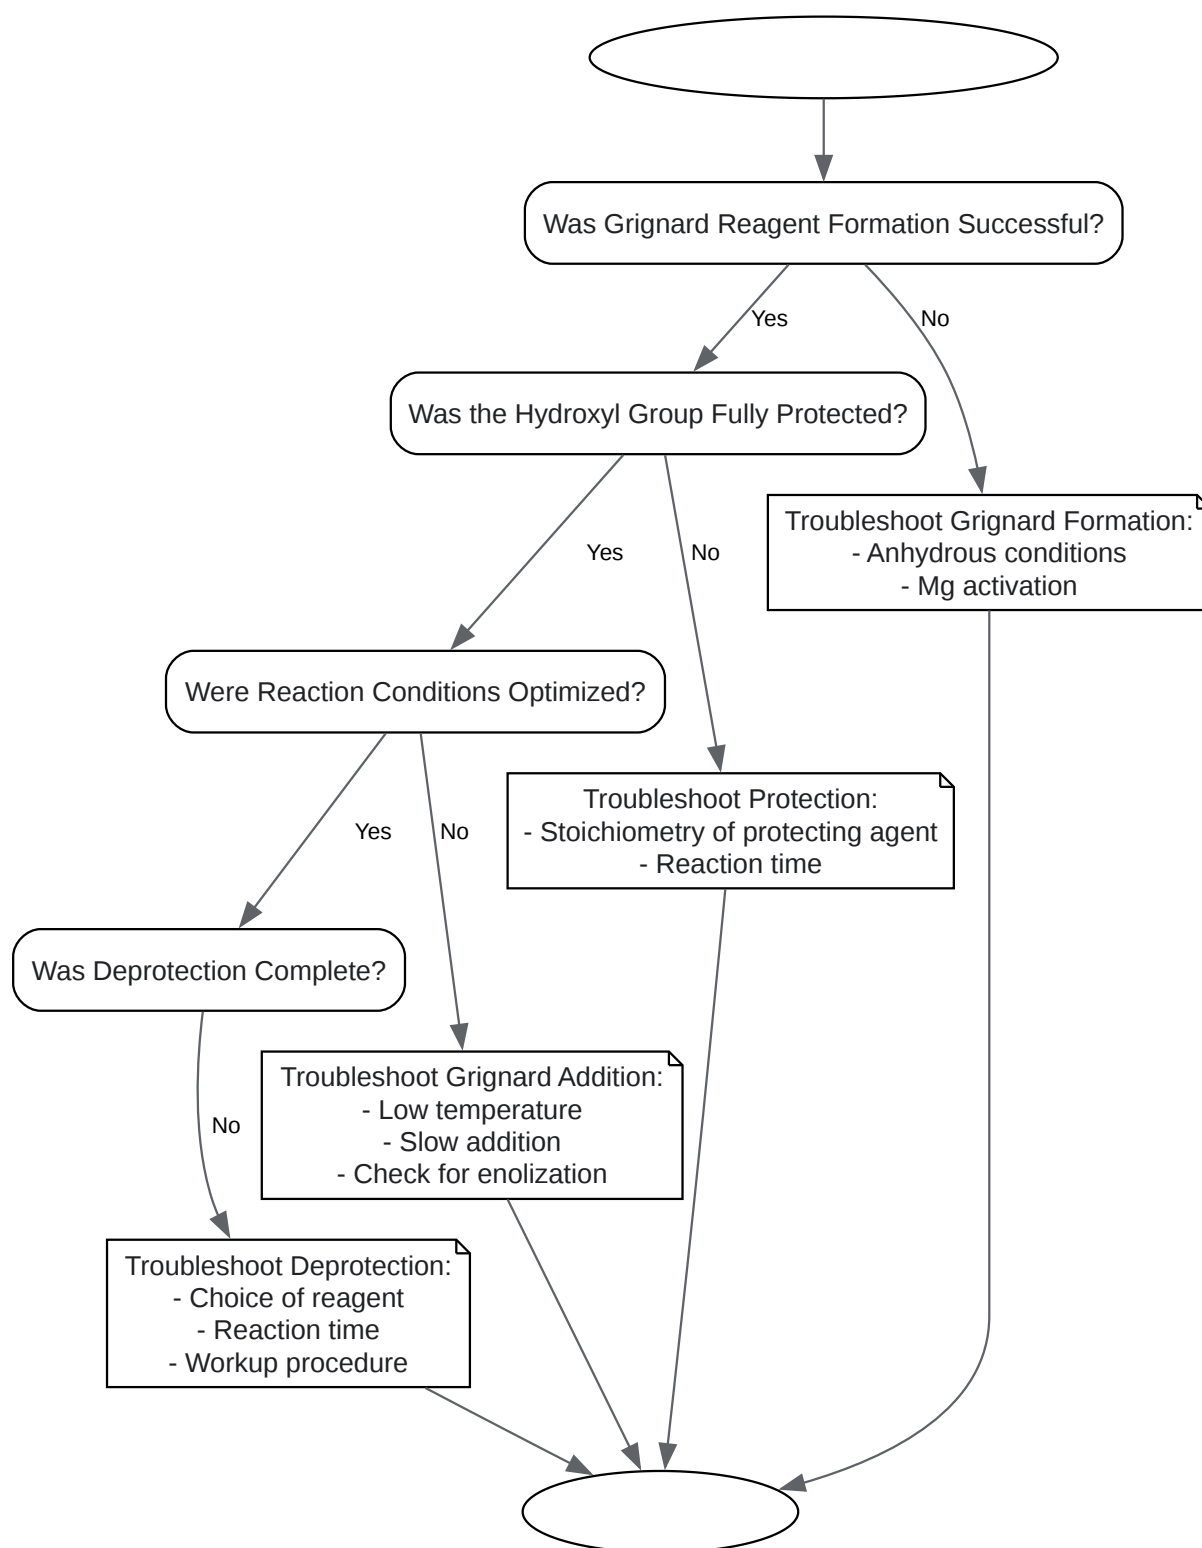 Was Grignard Reagent Formation Successful?
Yes
No
Was the Hydroxyl Group Fully Protected?
Troubleshoot Grignard Formation:
- Anhydrous conditions
- Mg activation
Yes
No
Were Reaction Conditions Optimized?
Troubleshoot Protection:
- Stoichiometry of protecting agent
- Reaction time
Yes
No
Was Deprotection Complete?
Troubleshoot Grignard Addition:
- Low temperature
- Slow addition
- Check for enolization
No
Troubleshoot Deprotection:
- Choice of reagent
- Reaction time
- Workup procedure